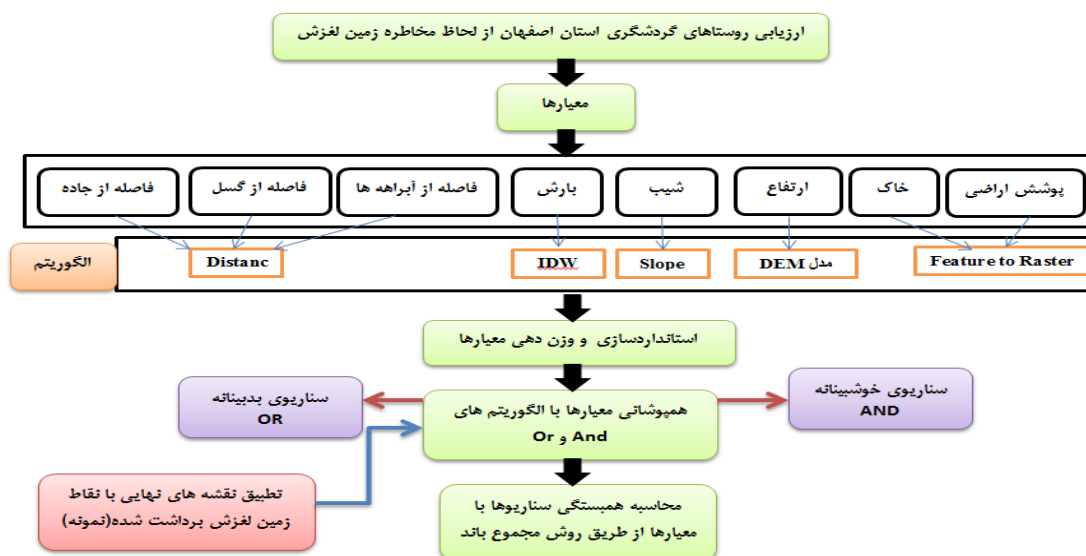 ارزیابی روستاهای گردشگری استان اصفهان از لحاظ مخاطره زمین لغزش
معیارها
پوشش اراضی
خاک
ارتفاع
شیب
بارش
فاصله از آبراهه ها
فاصله از گسل
فاصله از جاده
Feature to Raster
مدل DEM
Slope
IDW
Distanc
الگوریتم
استانداردسازی و وزن دهی معیارها
سناریوی خوشبینانه
AND
همپوشانی معیارها با الگوریتم های
And و Or
سناریوی بدبینانه
OR
تطبیق نقشه های نهایی با نقاط
زمین لغزش برداشت شده(نمونه)
محاسبه همبستگی سناریوها با
معیارها از طریق روش مجموع باند